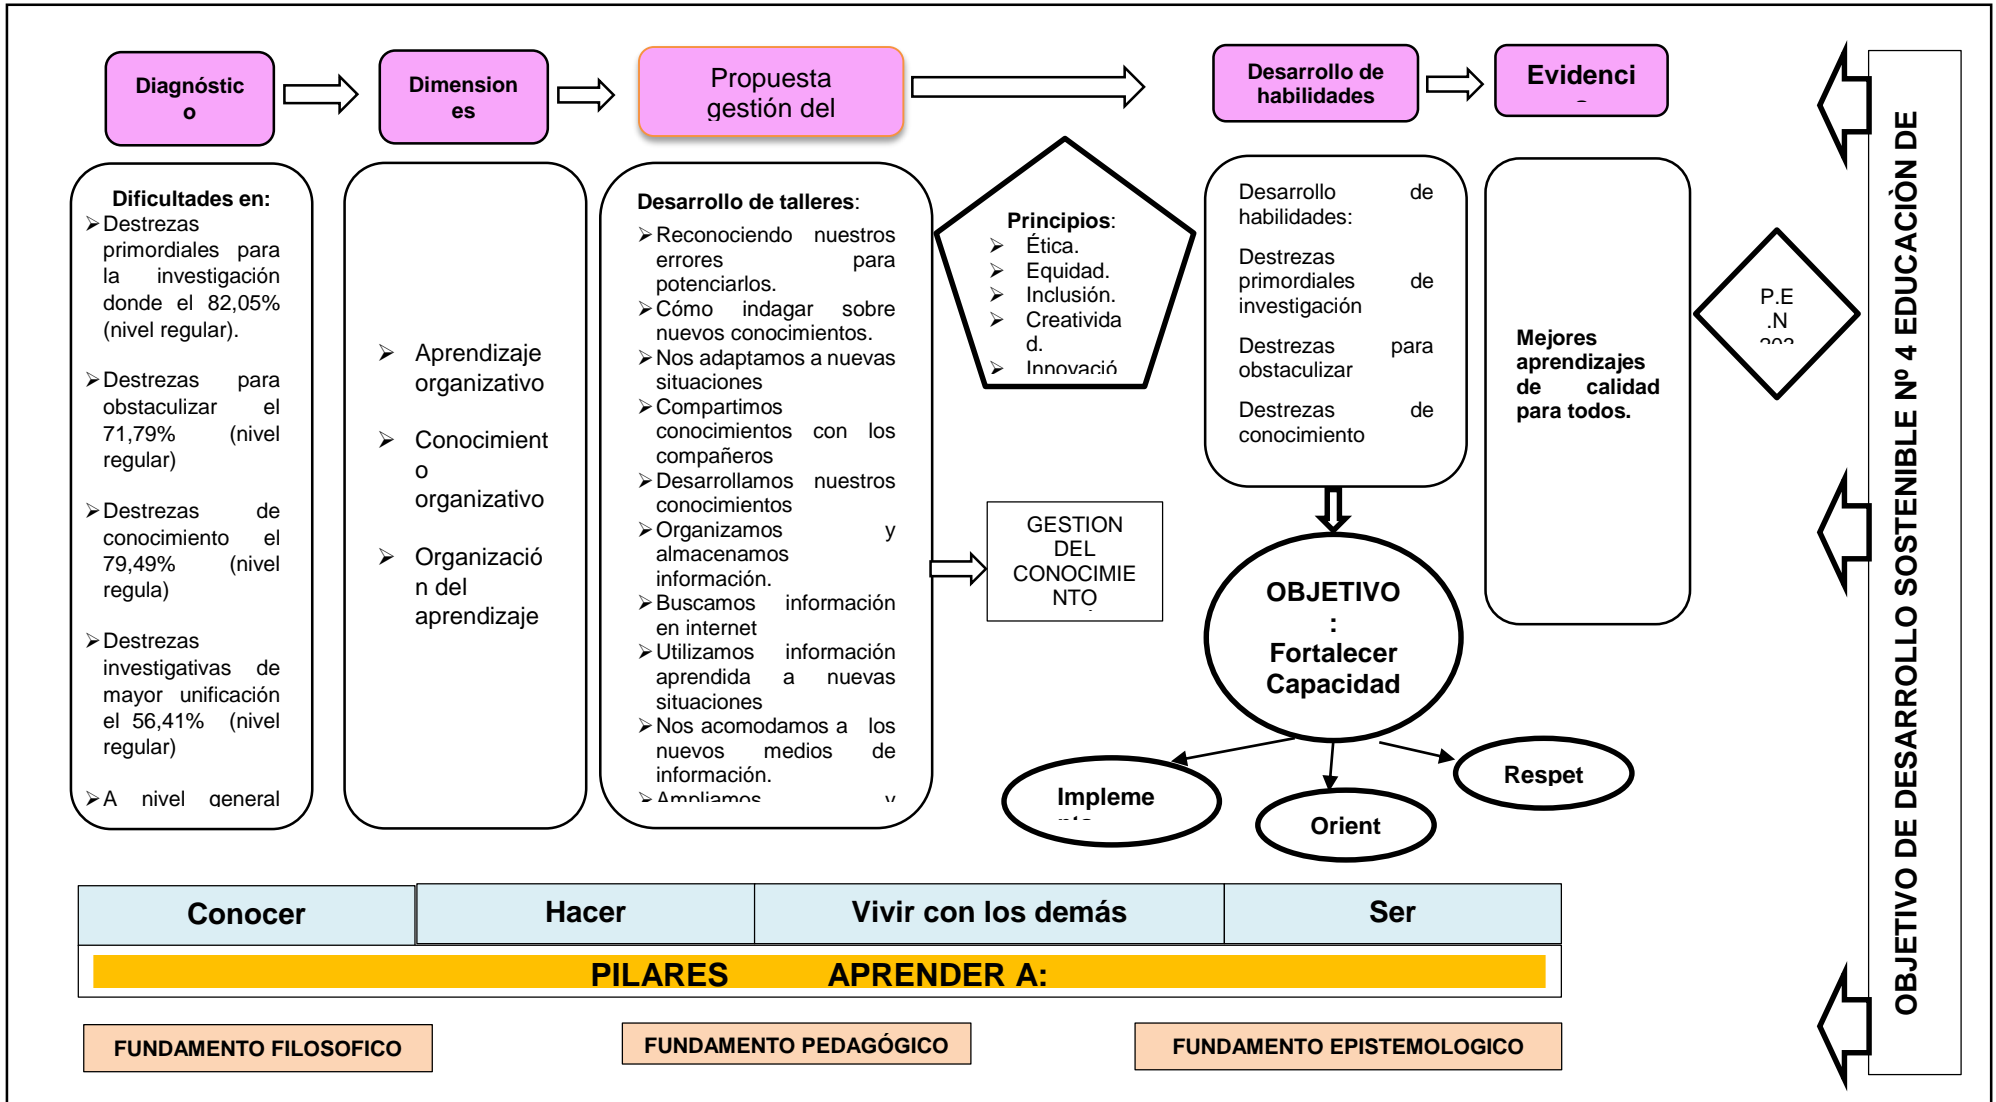 Diagnóstic
o
Dimension
es
Propuesta
gestión del
Desarrollo de
habilidades
Evidenci
Dificultades en:
➢ Destrezas
primordiales para
la investigación
donde el 82,05%
(nivel regular).
➢ Destrezas para
obstaculizar el
71,79% (nivel
regular)
➢ Destrezas de
conocimiento el
79,49% (nivel
regula)
➢ Destrezas
investigativas de
mayor unificación
el 56,41% (nivel
regular)
➢ A nivel general
➢ Aprendizaje
organizativo
➢ Conocimient
o
organizativo
➢ Organizació
n del
aprendizaje
Desarrollo de talleres:
➢ Reconociendo nuestros
errores para
potenciarlos.
➢ Cómo indagar sobre
nuevos conocimientos.
➢ Nos adaptamos a nuevas
situaciones
➢ Compartimos
conocimientos con los
compañeros
➢ Desarrollamos nuestros
conocimientos
➢ Organizamos y
almacenamos
información.
➢ Buscamos información
en internet
➢ Utilizamos información
aprendida a nuevas
situaciones
➢ Nos acomodamos a los
nuevos medios de
información.
➢ Ampliamos y
Principios:
➢ Ética.
➢ Equidad.
➢ Inclusión.
➢ Creativida
d.
➢ Innovació
GESTION
DEL
CONOCIMIE
NTO
Desarrollo de
habilidades:
Destrezas
primordiales de
investigación
Destrezas para
obstaculizar
Destrezas de
conocimiento
OBJETIVO
:
Fortalecer
Capacidad
Impleme
Orient
Respet
Mejores
aprendizajes
de calidad
para todos.
P.E
.N
OBJETIVO DE DESARROLLO SOSTENIBLE Nº 4 EDUCACIÒN DE
Conocer
Hacer
Vivir con los demás
Ser
PILARES APRENDER A:
FUNDAMENTO FILOSOFICO
FUNDAMENTO PEDAGÓGICO
FUNDAMENTO EPISTEMOLOGICO